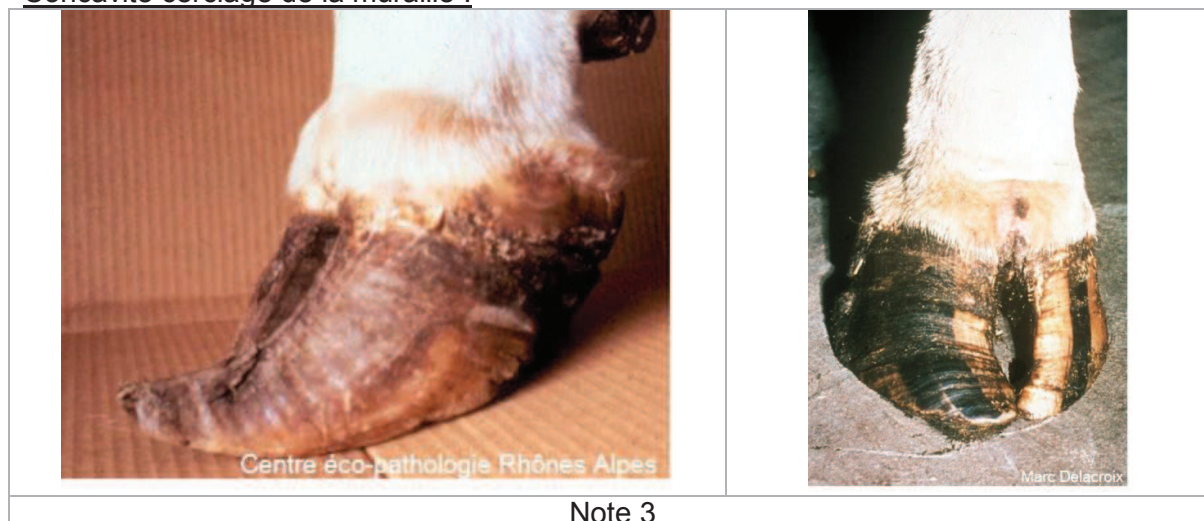 Concavité cerclage de la muraille :
Centre éco-pathologie Rhônes Alpes
Marc Delacroix
Note 3